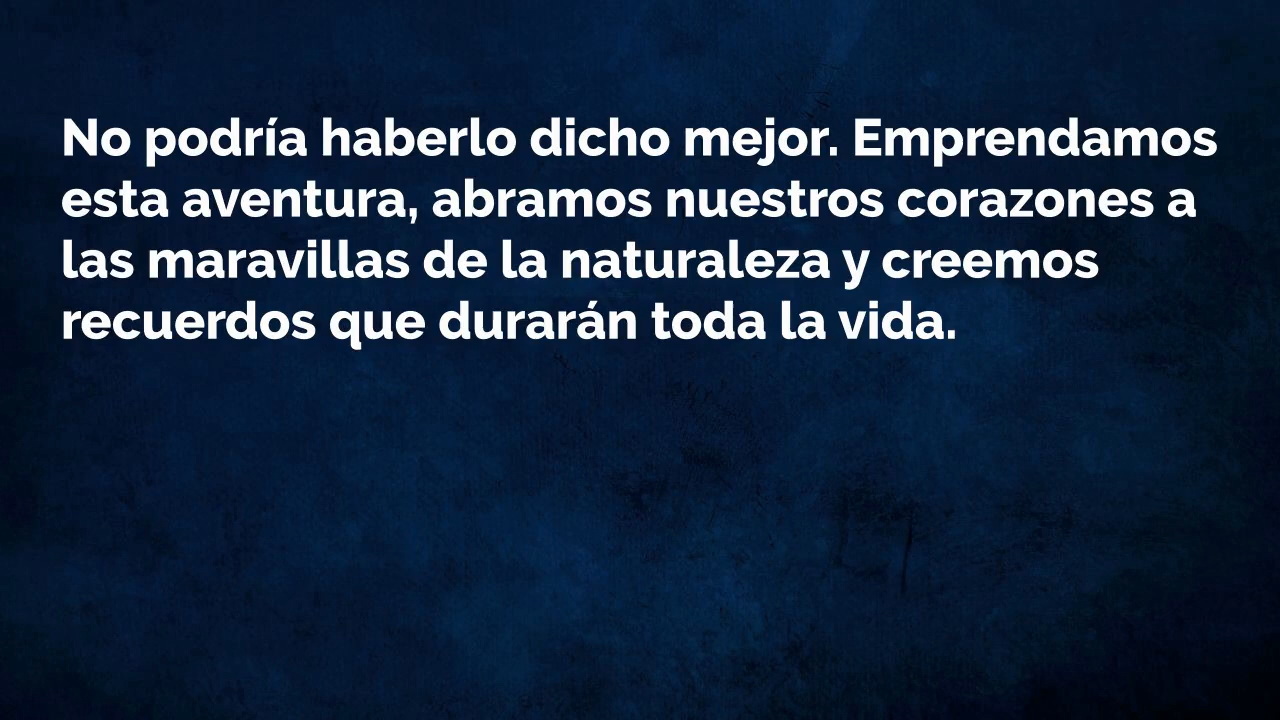 No podría haberlo dicho mejor. Emprendamos
esta aventura, abramos nuestros corazones a
las maravillas de la naturaleza y creemos
recuerdos que durarán toda la vida.